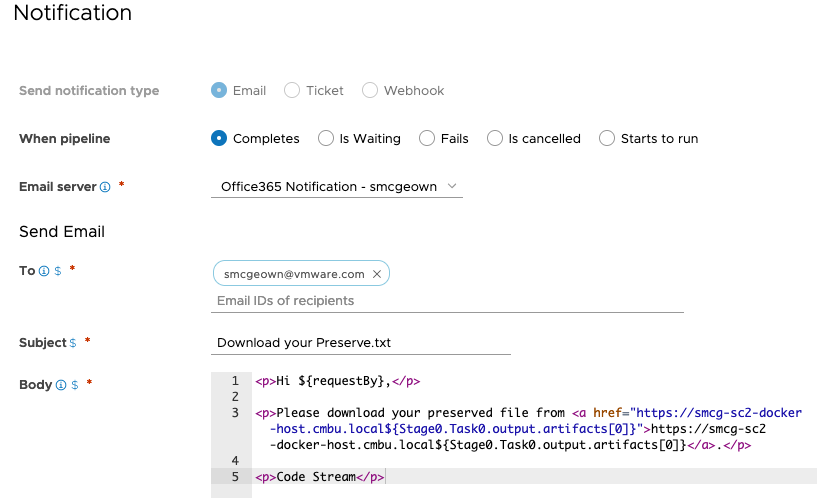 Notification
Send notification type Email Ticket Webhook
When pipeline Completes Is Waiting Fails Is cancelled Starts to run
Email server * Office365 Notification - smcgeown
Send Email
To $ * smcgeown@vmware.com ×
Email IDs of recipients
Subject $ * Download your Preserve.txt
Body $ * 1 <p>Hi ${requestBy},</p>
2
3 <p>Please download your preserved file from <a href="https://smcg-sc2-docker
-host.cmbu.local${Stage0.Task0.output.artifacts[0]}">https://smcg-sc2
-docker-host.cmbu.local${Stage0.Task0.output.artifacts[0]}</a>.</p>
4
5 <p>Code Stream</p>